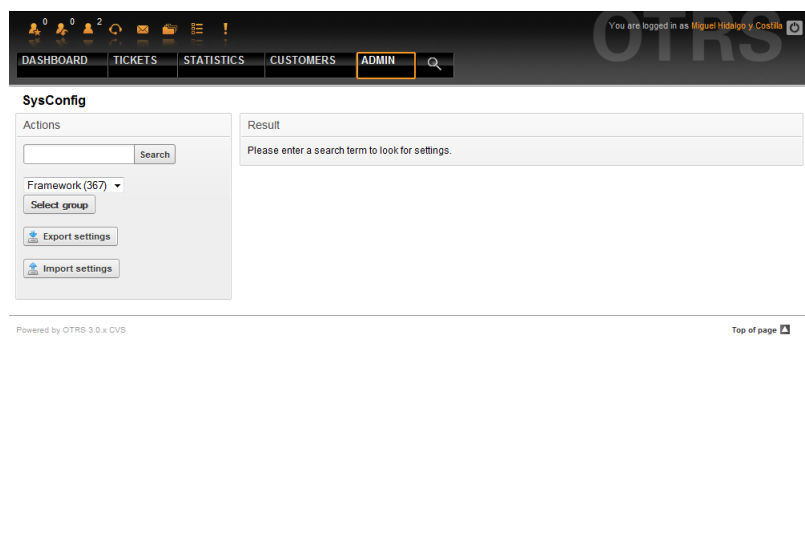 0 0 2
You are logged in as Miguel Hidalgo y Costilla
OTRS
DASHBOARD TICKETS STATISTICS CUSTOMERS ADMIN
SysConfig
Actions
Search
Framework (367)
Select group
Export settings
Import settings
Result
Please enter a search term to look for settings.
Powered by OTRS 3.0.x CVS
Top of page